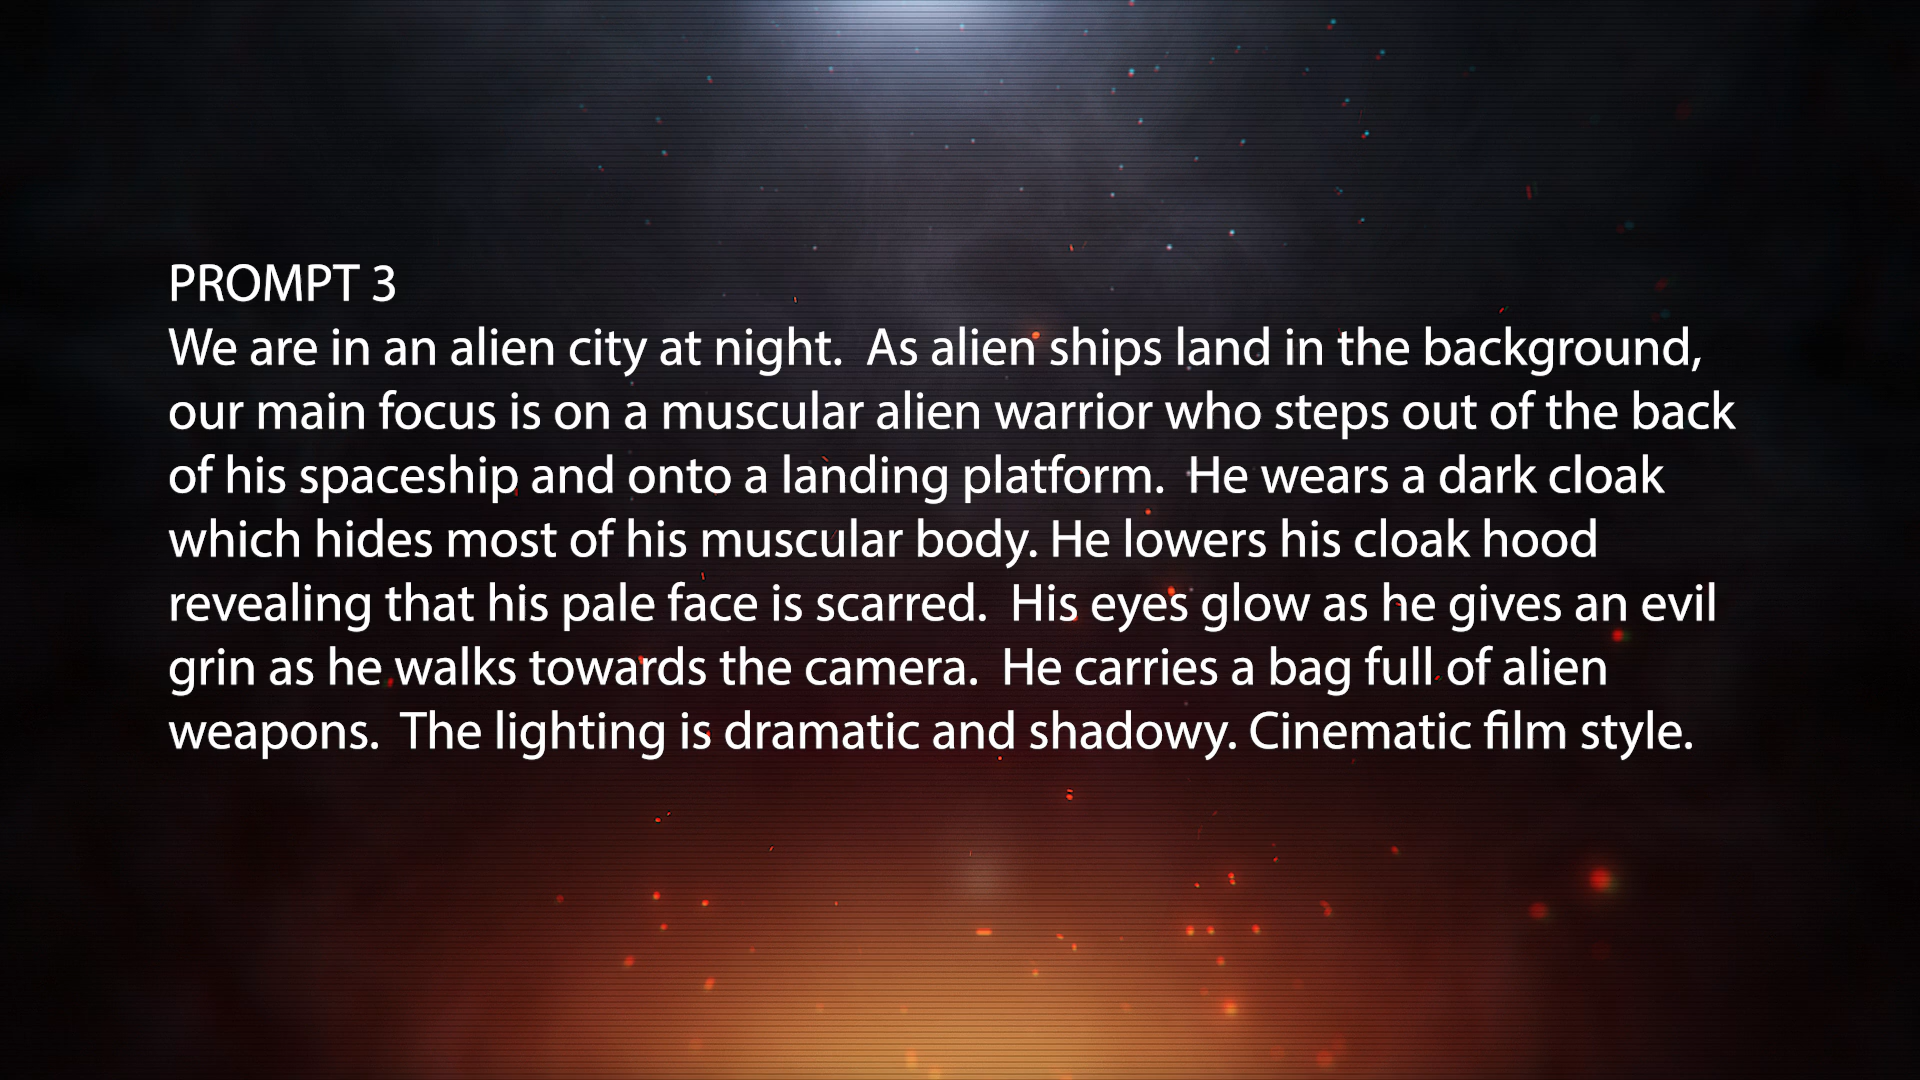 PROMPT 3
We are in an alien city at night.  As alien ships land in the background,
our main focus is on a muscular alien warrior who steps out of the back
of his spaceship and onto a landing platform.  He wears a dark cloak
which hides most of his muscular body. He lowers his cloak hood
revealing that his pale face is scarred.  His eyes glow as he gives an evil
grin as he walks towards the camera.  He carries a bag full of alien
weapons.  The lighting is dramatic and shadowy. Cinematic film style.